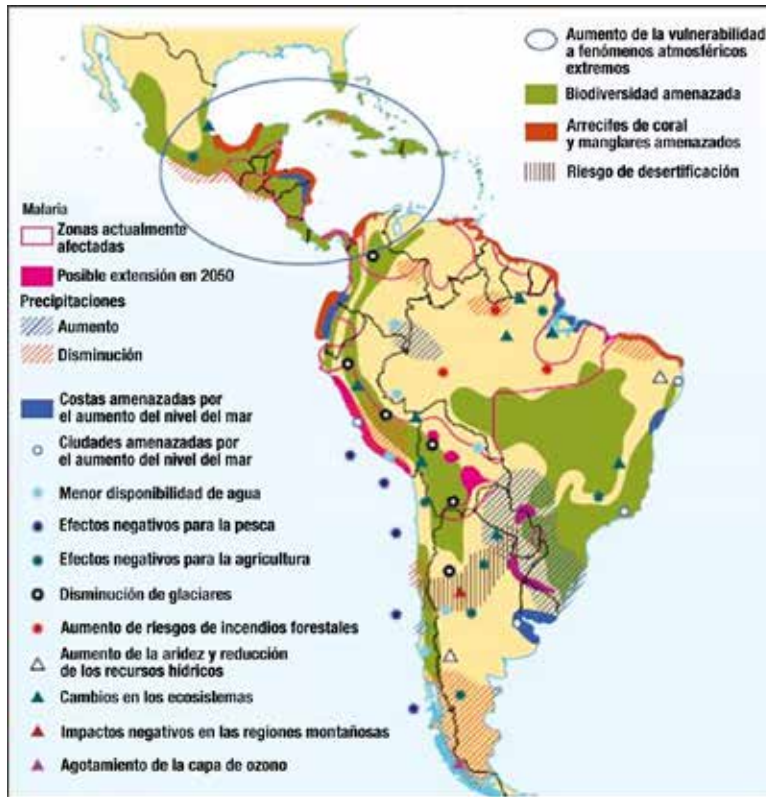 Aumento de la vulnerabilidad
a fenómenos atmosféricos
extremos
Biodiversidad amenazada
Arrecifes de coral
y manglares amenazados
Riesgo de desertificación
Malaria
Zonas actualmente
afectadas
Posible extensión en 2050
Precipitaciones
Aumento
Disminución
Costas amenazadas por
el aumento del nivel del mar
Ciudades amenazadas por
el aumento del nivel del mar
Menor disponibilidad de agua
Efectos negativos para la pesca
Efectos negativos para la agricultura
Disminución de glaciares
Aumento de riesgos de incendios forestales
Aumento de la aridez y reducción
de los recursos hídricos
Cambios en los ecosistemas
Impactos negativos en las regiones montañosas
Agotamiento de la capa de ozono